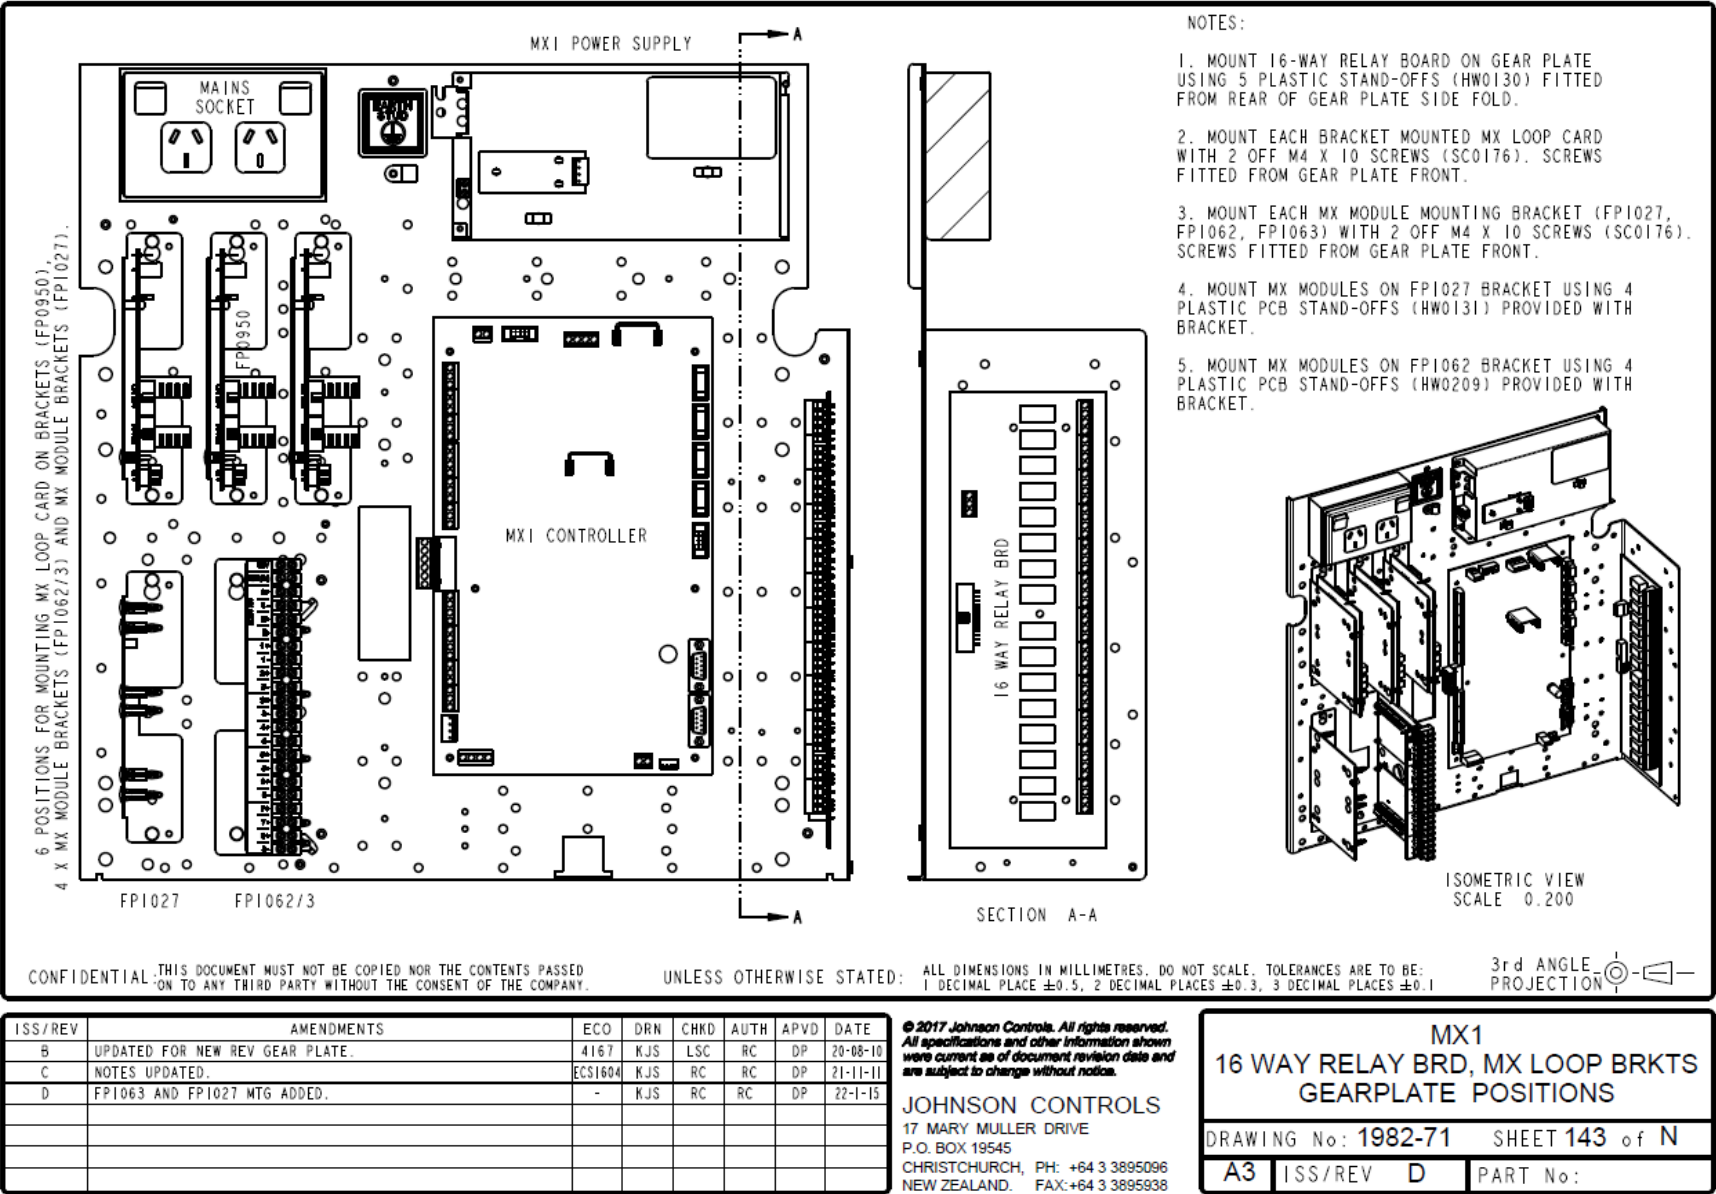 NOTES:
1. MOUNT 16-WAY RELAY BOARD ON GEAR PLATE
USING 5 PLASTIC STAND-OFFS (HW0130) FITTED
FROM REAR OF GEAR PLATE SIDE FOLD.
2. MOUNT EACH BRACKET MOUNTED MX LOOP CARD
WITH 2 OFF M4 X 10 SCREWS (SC0176). SCREWS
FITTED FROM GEAR PLATE FRONT.
3. MOUNT EACH MX MODULE MOUNTING BRACKET (FP1027,
FP1062, FP1063) WITH 2 OFF M4 X 10 SCREWS (SC0176).
SCREWS FITTED FROM GEAR PLATE FRONT.
4. MOUNT MX MODULES ON FP1027 BRACKET USING 4
PLASTIC PCB STAND-OFFS (HW0131) PROVIDED WITH
BRACKET.
5. MOUNT MX MODULES ON FP1062 BRACKET USING 4
PLASTIC PCB STAND-OFFS (HW0209) PROVIDED WITH
BRACKET.
MX1 POWER SUPPLY
A
MAINS
SOCKET
EARTH
STUD
6 POSITIONS FOR MOUNTING MX LOOP CARD ON BRACKETS (FP0950),
4 X MX MODULE BRACKETS (FP1062/3) AND MX MODULE BRACKETS (FP1027).
FP0950
MX1 CONTROLLER
16 WAY RELAY BRD
FP1027
FP1062/3
A
SECTION A-A
ISOMETRIC VIEW
SCALE 0.200
CONFIDENTIAL: THIS DOCUMENT MUST NOT BE COPIED NOR THE CONTENTS PASSED
ON TO ANY THIRD PARTY WITHOUT THE CONSENT OF THE COMPANY.
UNLESS OTHERWISE STATED: ALL DIMENSIONS IN MILLIMETRES. DO NOT SCALE. TOLERANCES ARE TO BE:
1 DECIMAL PLACE ±0.5, 2 DECIMAL PLACES ±0.3, 3 DECIMAL PLACES ±0.1
3rd ANGLE
PROJECTION
ISS/REV AMENDMENTS ECO DRN CHKD AUTH APVD DATE
B UPDATED FOR NEW REV GEAR PLATE. 4167 KJS LSC RC DP 20-08-10
C NOTES UPDATED. ECS1604 KJS RC RC DP 21-11-11
D FP1063 AND FP1027 MTG ADDED. - KJS RC RC DP 22-1-15
© 2017 Johnson Controls. All rights reserved.
All specifications and other information shown
were current as of document revision date and
are subject to change without notice.
JOHNSON CONTROLS
17 MARY MULLER DRIVE
P.O. BOX 19545
CHRISTCHURCH, PH: +64 3 3895096
NEW ZEALAND. FAX:+64 3 3895938
MX1
16 WAY RELAY BRD, MX LOOP BRKTS
GEARPLATE POSITIONS
DRAWING No: 1982-71 SHEET 143 of N
A3 ISS/REV D PART No: